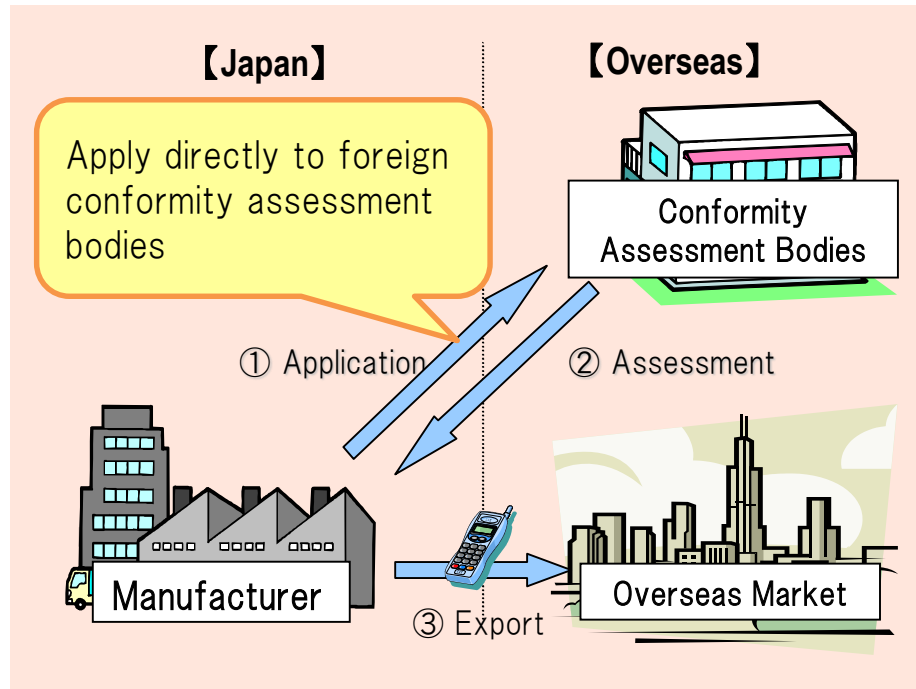 【Japan】
【Overseas】
Apply directly to foreign
conformity assessment
bodies
Conformity
Assessment Bodies
① Application
② Assessment
Manufacturer
③ Export
Overseas Market